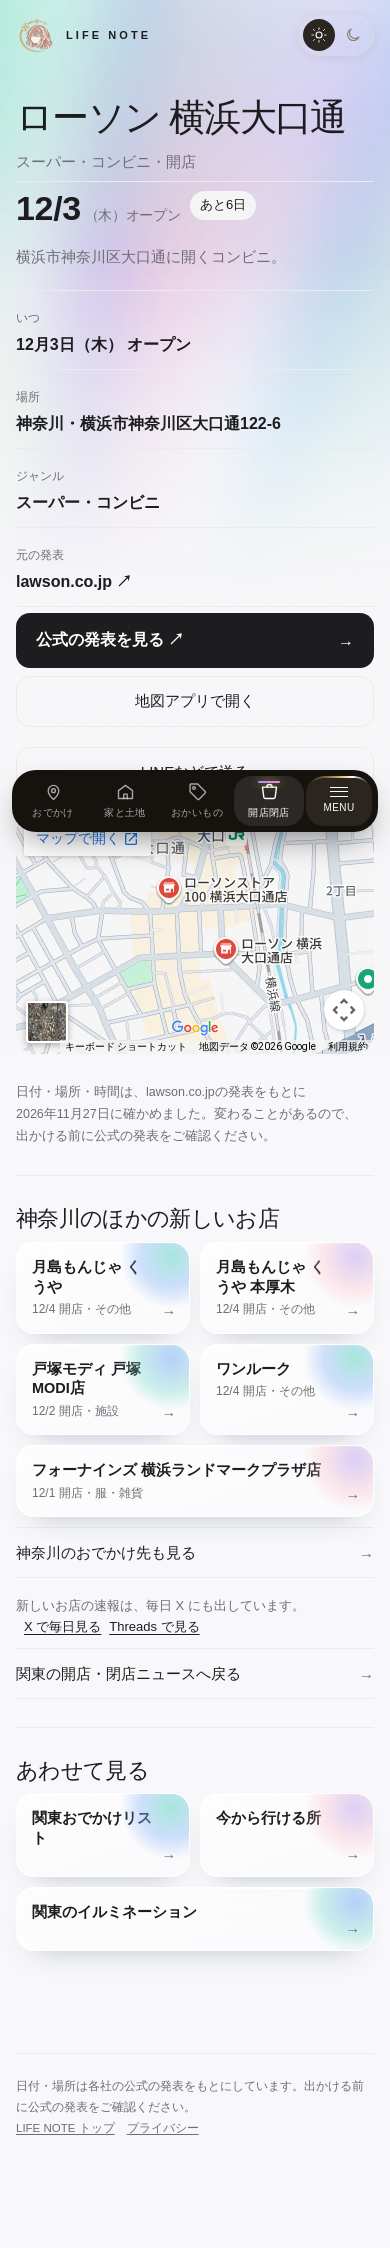 LIFE NOTE
ローソン 横浜大口通
スーパー・コンビニ・開店
12/3 （木）オープン あと6日
横浜市神奈川区大口通に開くコンビニ。
いつ
12月3日（木） オープン
場所
神奈川・横浜市神奈川区大口通122-6
ジャンル
スーパー・コンビニ
元の発表
lawson.co.jp ↗
公式の発表を見る ↗ →
地図アプリで開く
LINEなどで送る
おでかけ 家と土地 おかいもの 開店閉店 MENU
マップで開く
大口
大口通
JR
2丁目
ローソンストア
100 横浜大口通店
ローソン 横浜
大口通店
横浜線
Google
キーボード ショートカット 地図データ ©2026 Google 利用規約
日付・場所・時間は、lawson.co.jpの発表をもとに
2026年11月27日に確かめました。変わることがあるので、
出かける前に公式の発表をご確認ください。
神奈川のほかの新しいお店
月島もんじゃ く
うや
12/4 開店・その他 →
月島もんじゃ く
うや 本厚木
12/4 開店・その他 →
戸塚モディ 戸塚
MODI店
12/2 開店・施設 →
ワンルーク
12/4 開店・その他
→
フォーナインズ 横浜ランドマークプラザ店
12/1 開店・服・雑貨 →
神奈川のおでかけ先も見る →
新しいお店の速報は、毎日 X にも出しています。
X で毎日見る Threads で見る
関東の開店・閉店ニュースへ戻る →
あわせて見る
関東おでかけリス
ト
→
今から行ける所
→
関東のイルミネーション
→
日付・場所は各社の公式の発表をもとにしています。出かける前
に公式の発表をご確認ください。
LIFE NOTE トップ プライバシー